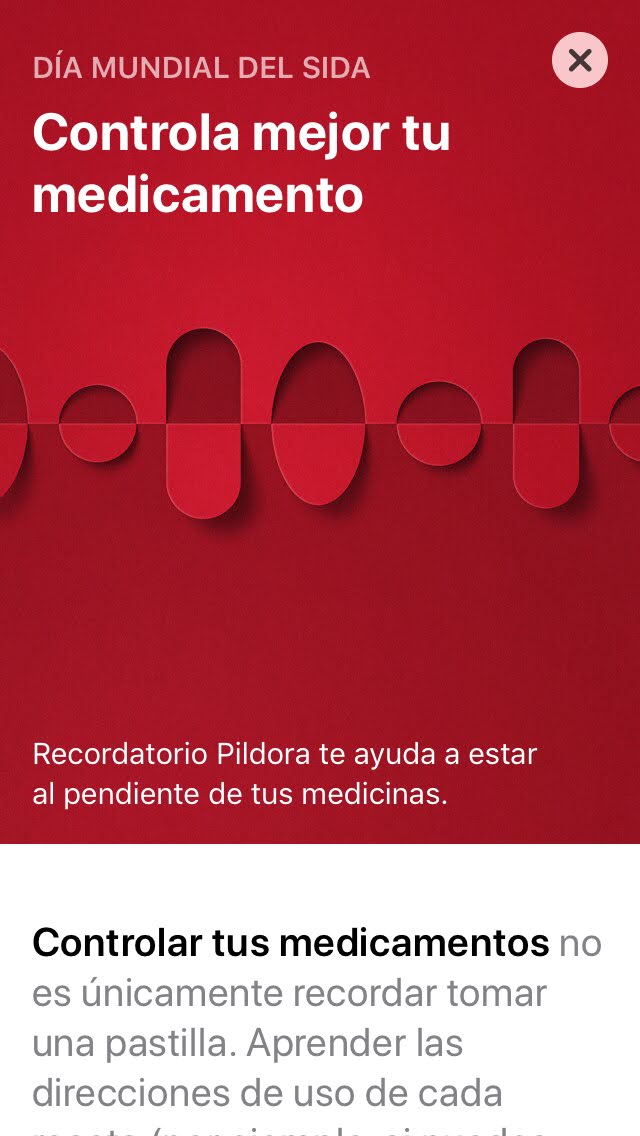 DÍA MUNDIAL DEL SIDA
Controla mejor tu
medicamento
Recordatorio Pildora te ayuda a estar
al pendiente de tus medicinas.
Controlar tus medicamentos no
es únicamente recordar tomar
una pastilla. Aprender las
direcciones de uso de cada